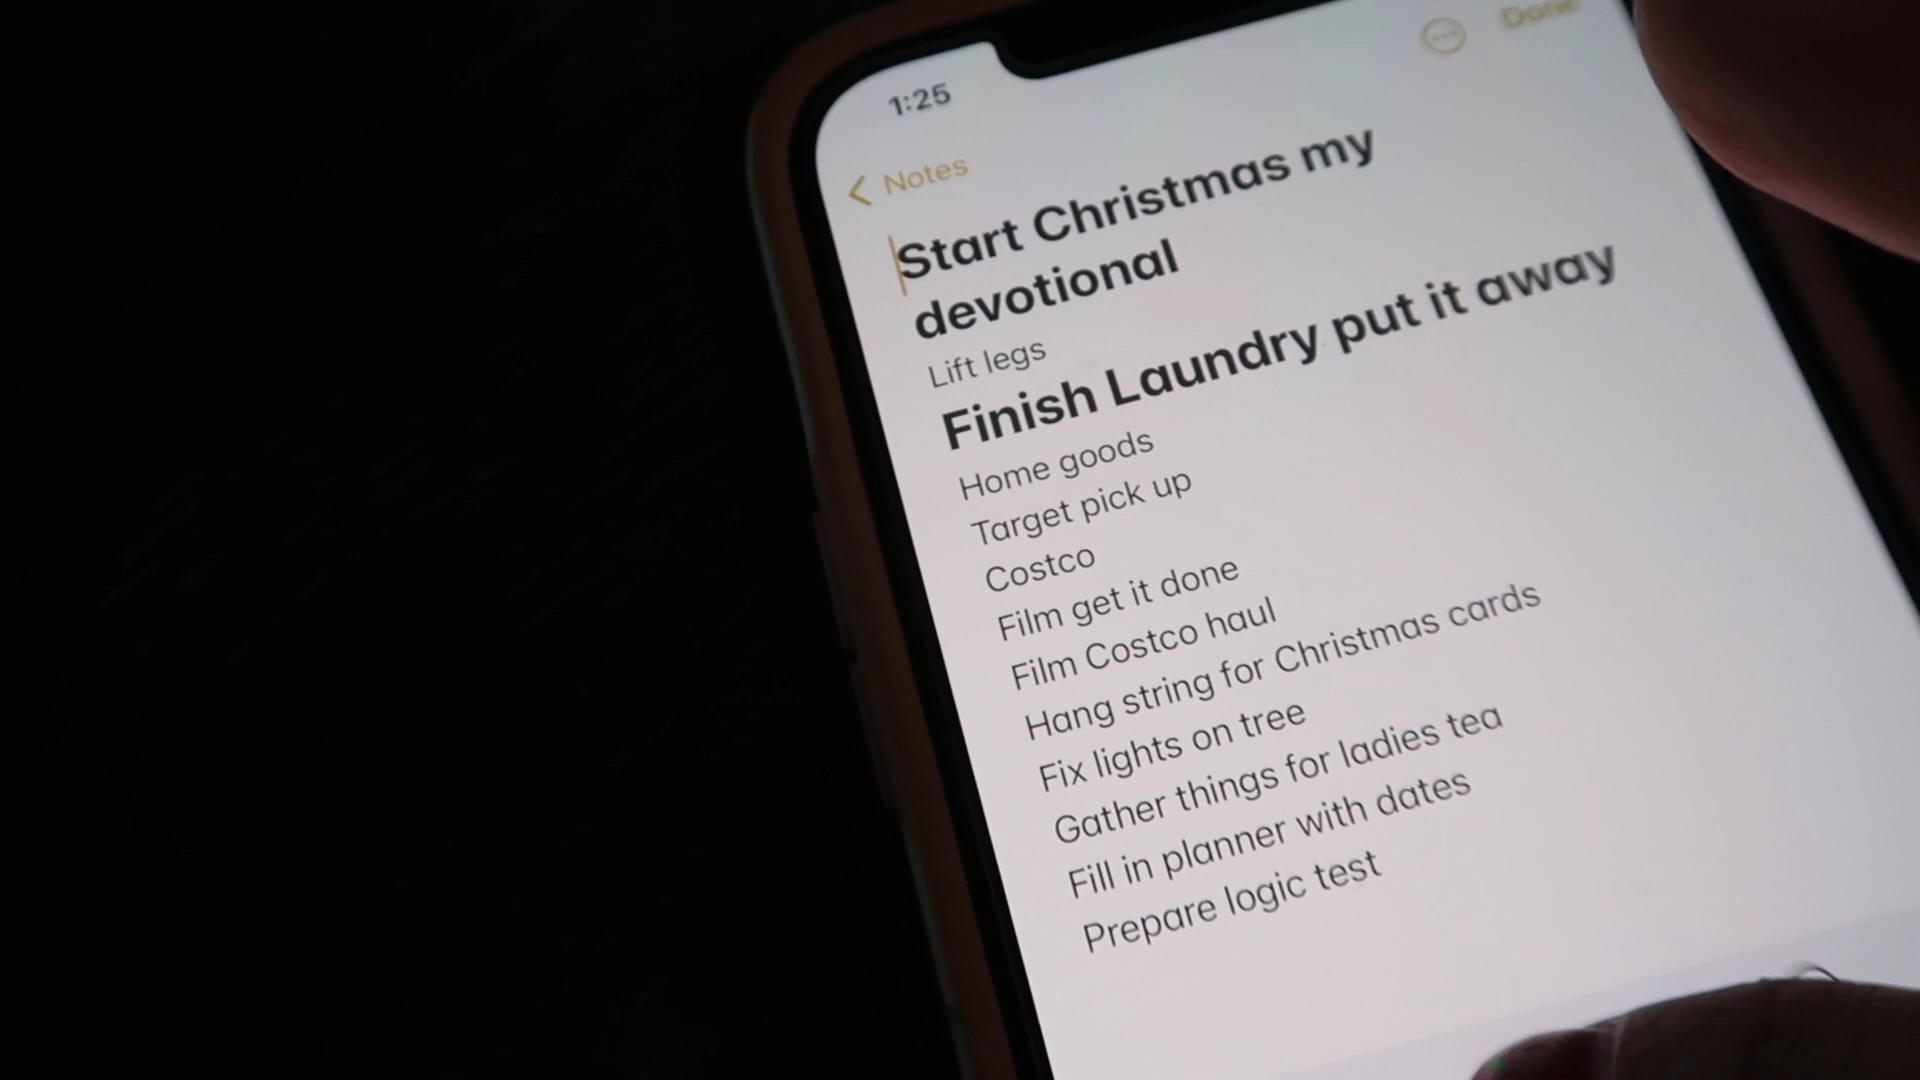 1:25
Done
Notes
Start Christmas my
devotional
Lift legs
Finish Laundry put it away
Home goods
Target pick up
Costco
Film get it done
Film Costco haul
Hang string for Christmas cards
Fix lights on tree
Gather things for ladies tea
Fill in planner with dates
Prepare logic test